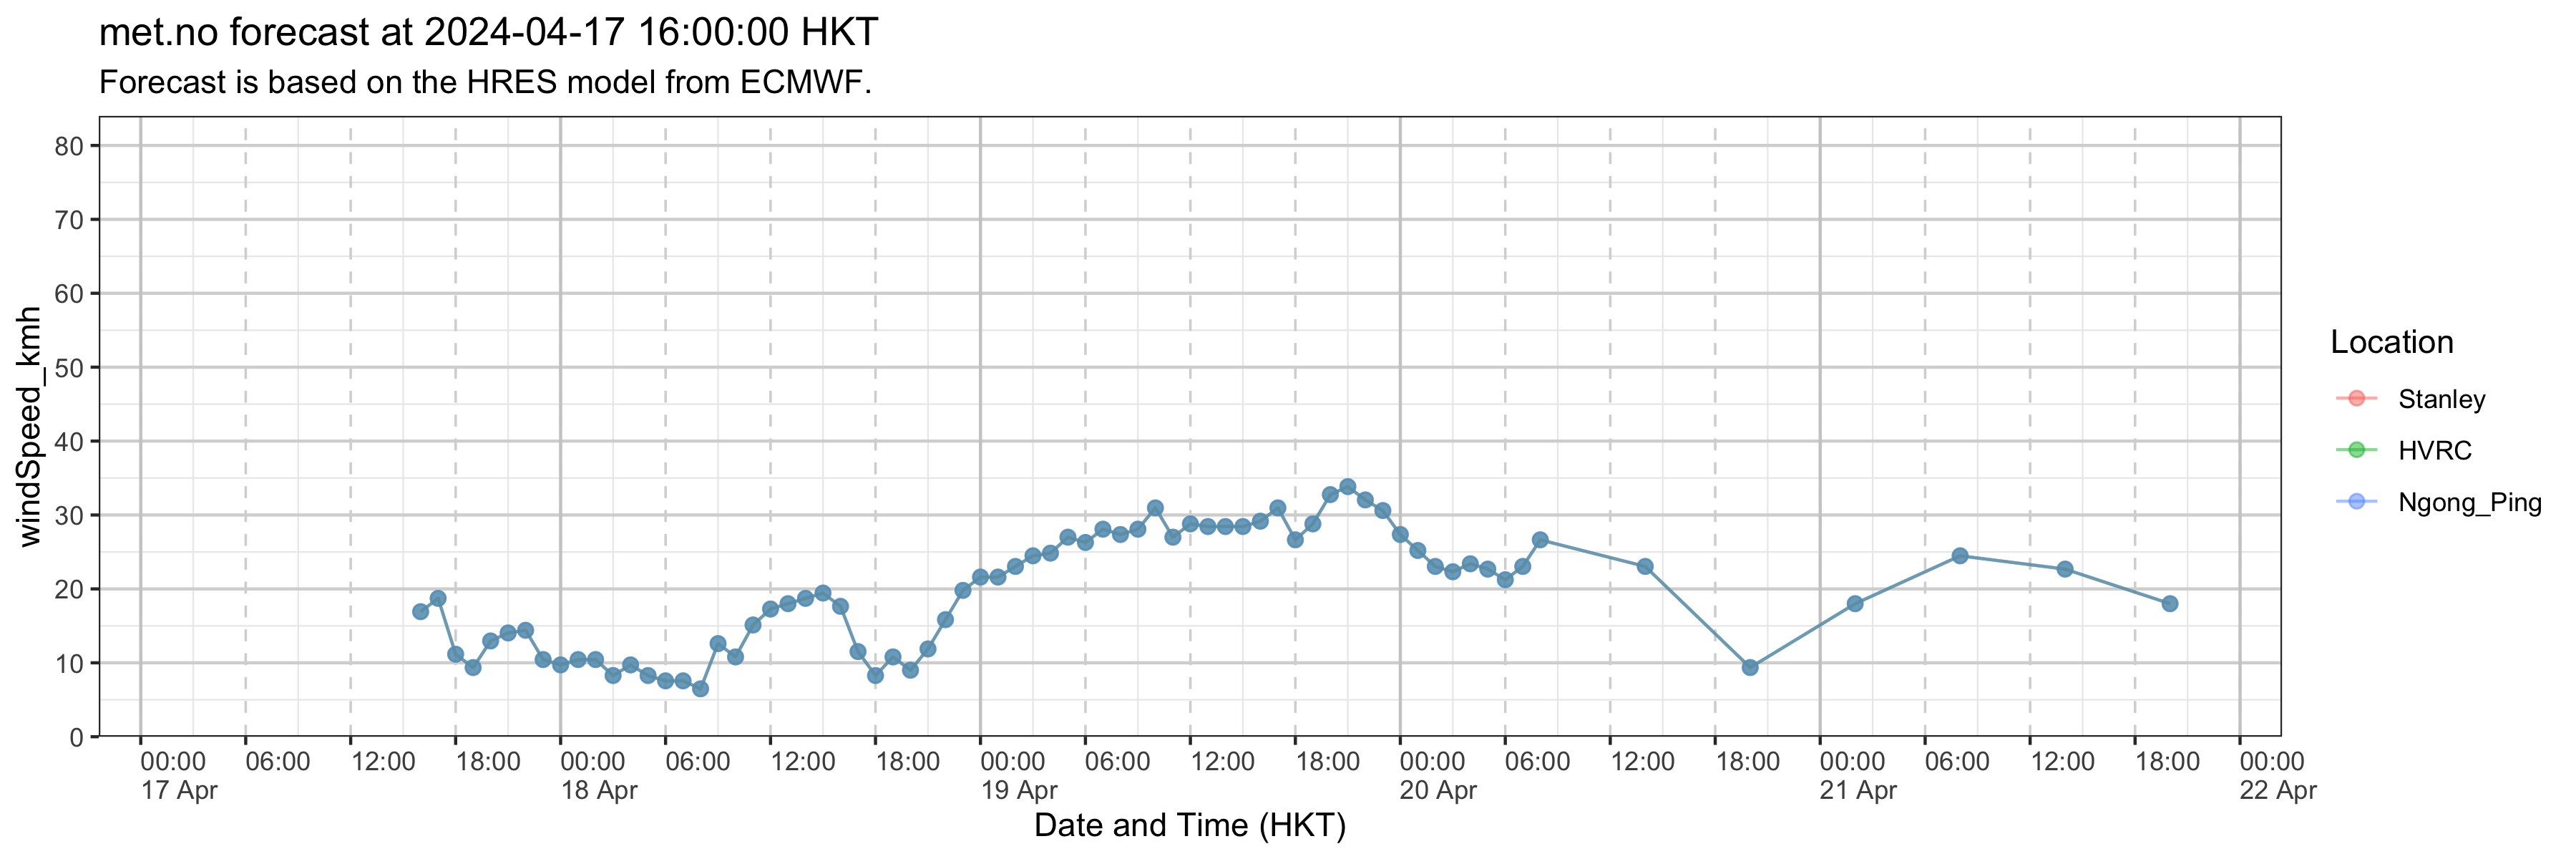 met.no forecast at 2024-04-17 16:00:00 HKT
Forecast is based on the HRES model from ECMWF.
windSpeed_kmh
80
70
60
50
40
30
20
10
0
00:00 06:00 12:00 18:00 00:00 06:00 12:00 18:00 00:00 06:00 12:00 18:00 00:00 06:00 12:00 18:00 00:00 06:00 12:00 18:00 00:00
17 Apr 18 Apr 19 Apr 20 Apr 21 Apr 22 Apr
Date and Time (HKT)
Location
Stanley
HVRC
Ngong_Ping